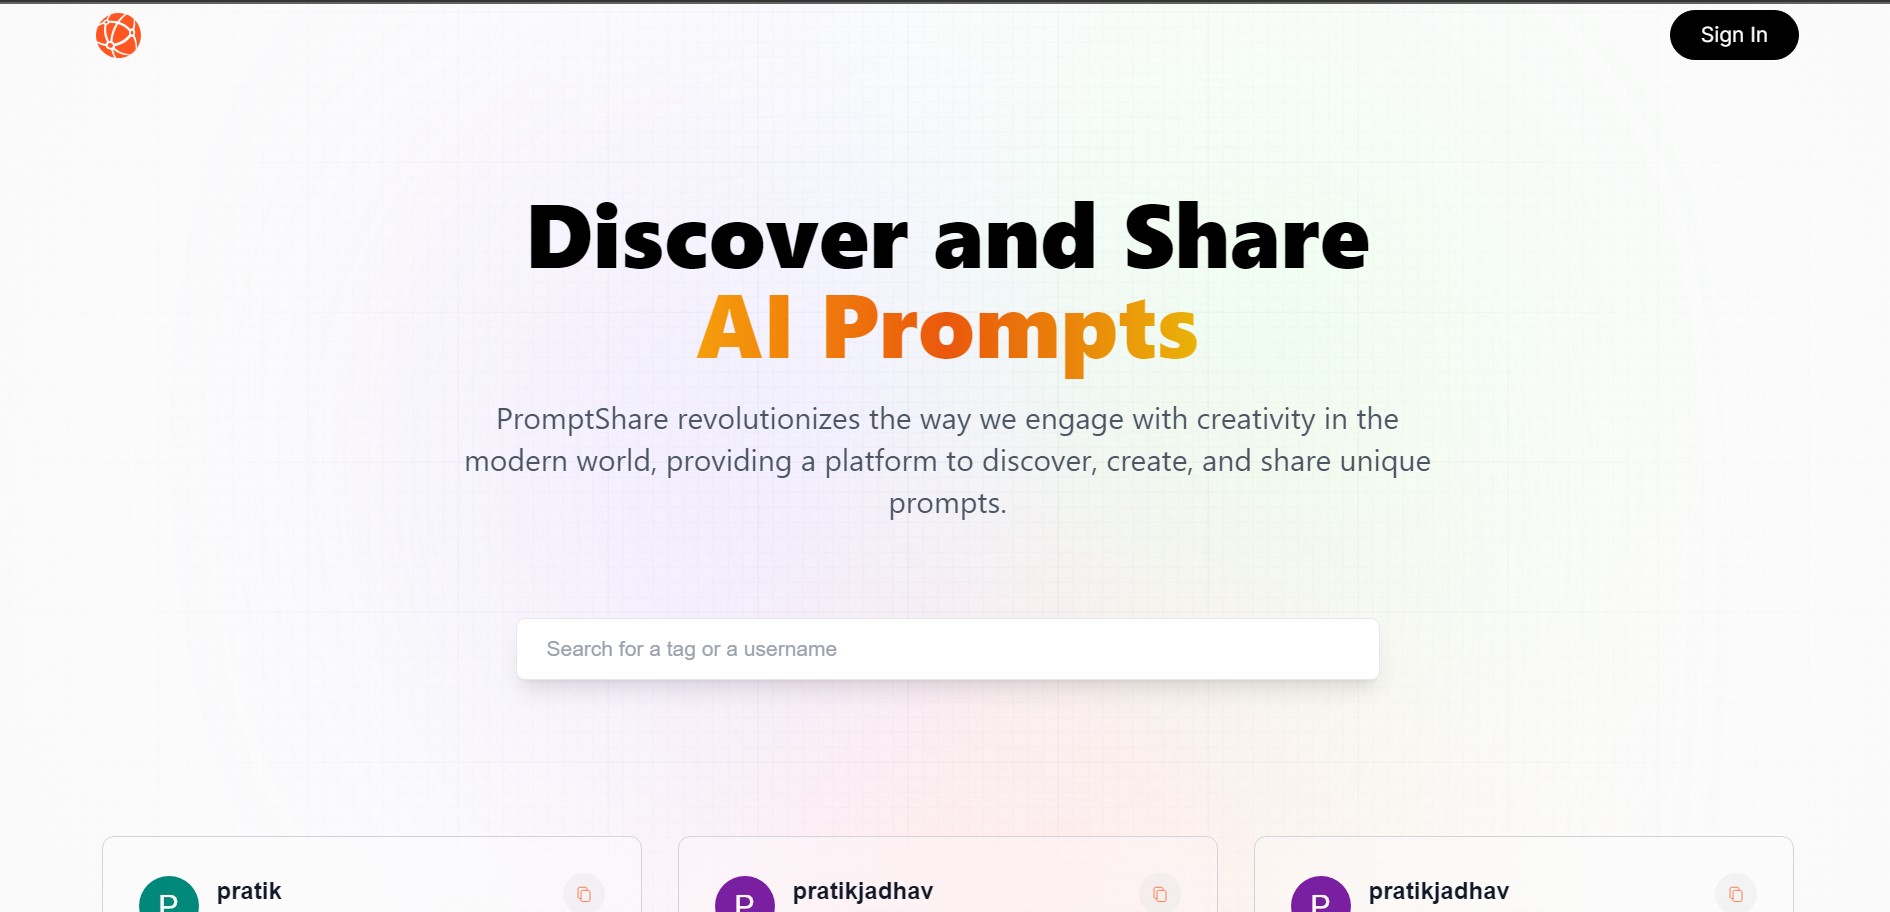 Sign In
Discover and Share
AI Prompts
PromptShare revolutionizes the way we engage with creativity in the
modern world, providing a platform to discover, create, and share unique
prompts.
Search for a tag or a username
P
pratik
P
pratikjadhav
P
pratikjadhav